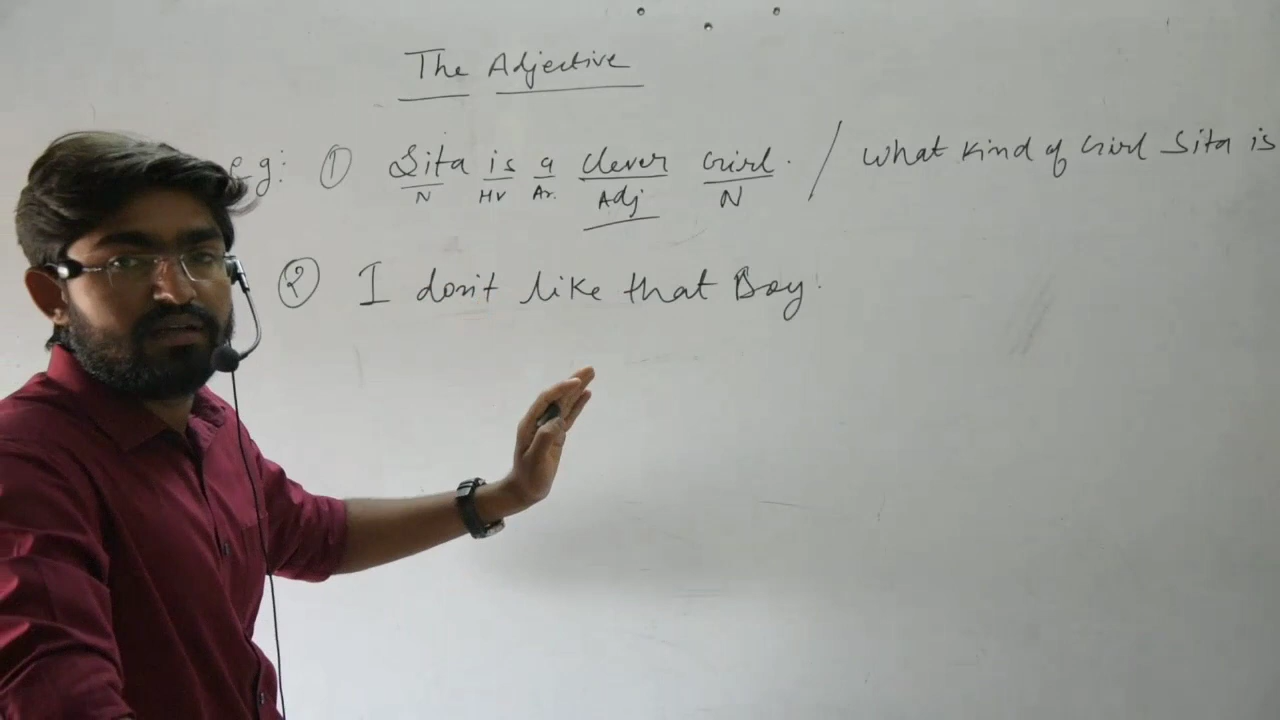 The Adjective
e.g: ① Sita is a clever Girl. / What kind of Girl Sita is
N HV Ar. Adj N
② I don't like that Boy.